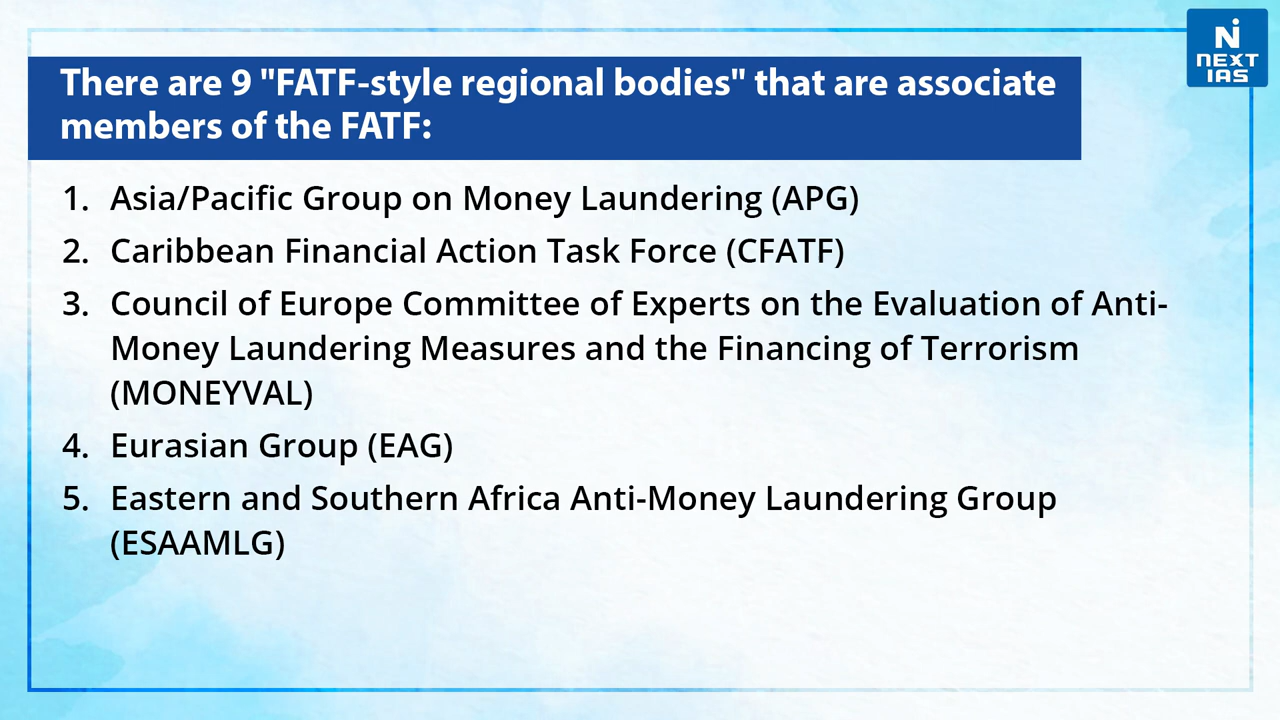 NEXT
IAS
There are 9 "FATF-style regional bodies" that are associate
members of the FATF:
1. Asia/Pacific Group on Money Laundering (APG)
2. Caribbean Financial Action Task Force (CFATF)
3. Council of Europe Committee of Experts on the Evaluation of Anti-
Money Laundering Measures and the Financing of Terrorism
(MONEYVAL)
4. Eurasian Group (EAG)
5. Eastern and Southern Africa Anti-Money Laundering Group
(ESAAMLG)